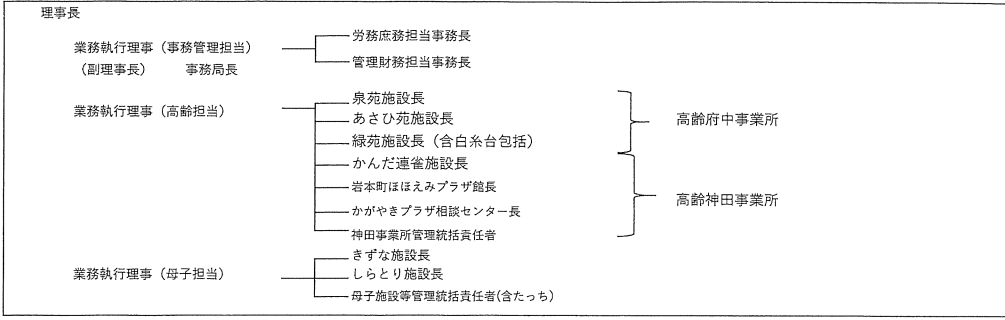 理事長
業務執行理事（事務管理担当）
（副理事長） 事務局長
労務庶務担当事務長
管理財務担当事務長
業務執行理事（高齢担当）
泉苑施設長
あさひ苑施設長
緑苑施設長（含白糸台包括）
かんだ連雀施設長
岩本町ほほえみプラザ館長
かがやきプラザ相談センター長
神田事業所管理統括責任者
高齢府中事業所
高齢神田事業所
業務執行理事（母子担当）
きずな施設長
しらとり施設長
母子施設等管理統括責任者(含たっち)